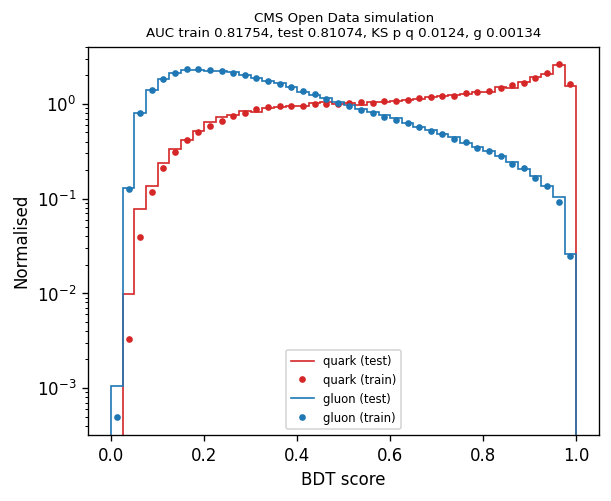 CMS Open Data simulation
AUC train 0.81754, test 0.81074, KS p q 0.0124, g 0.00134
Normalised
10⁰
10⁻¹
10⁻²
10⁻³
quark (test)
quark (train)
gluon (test)
gluon (train)
0.0 0.2 0.4 0.6 0.8 1.0
BDT score